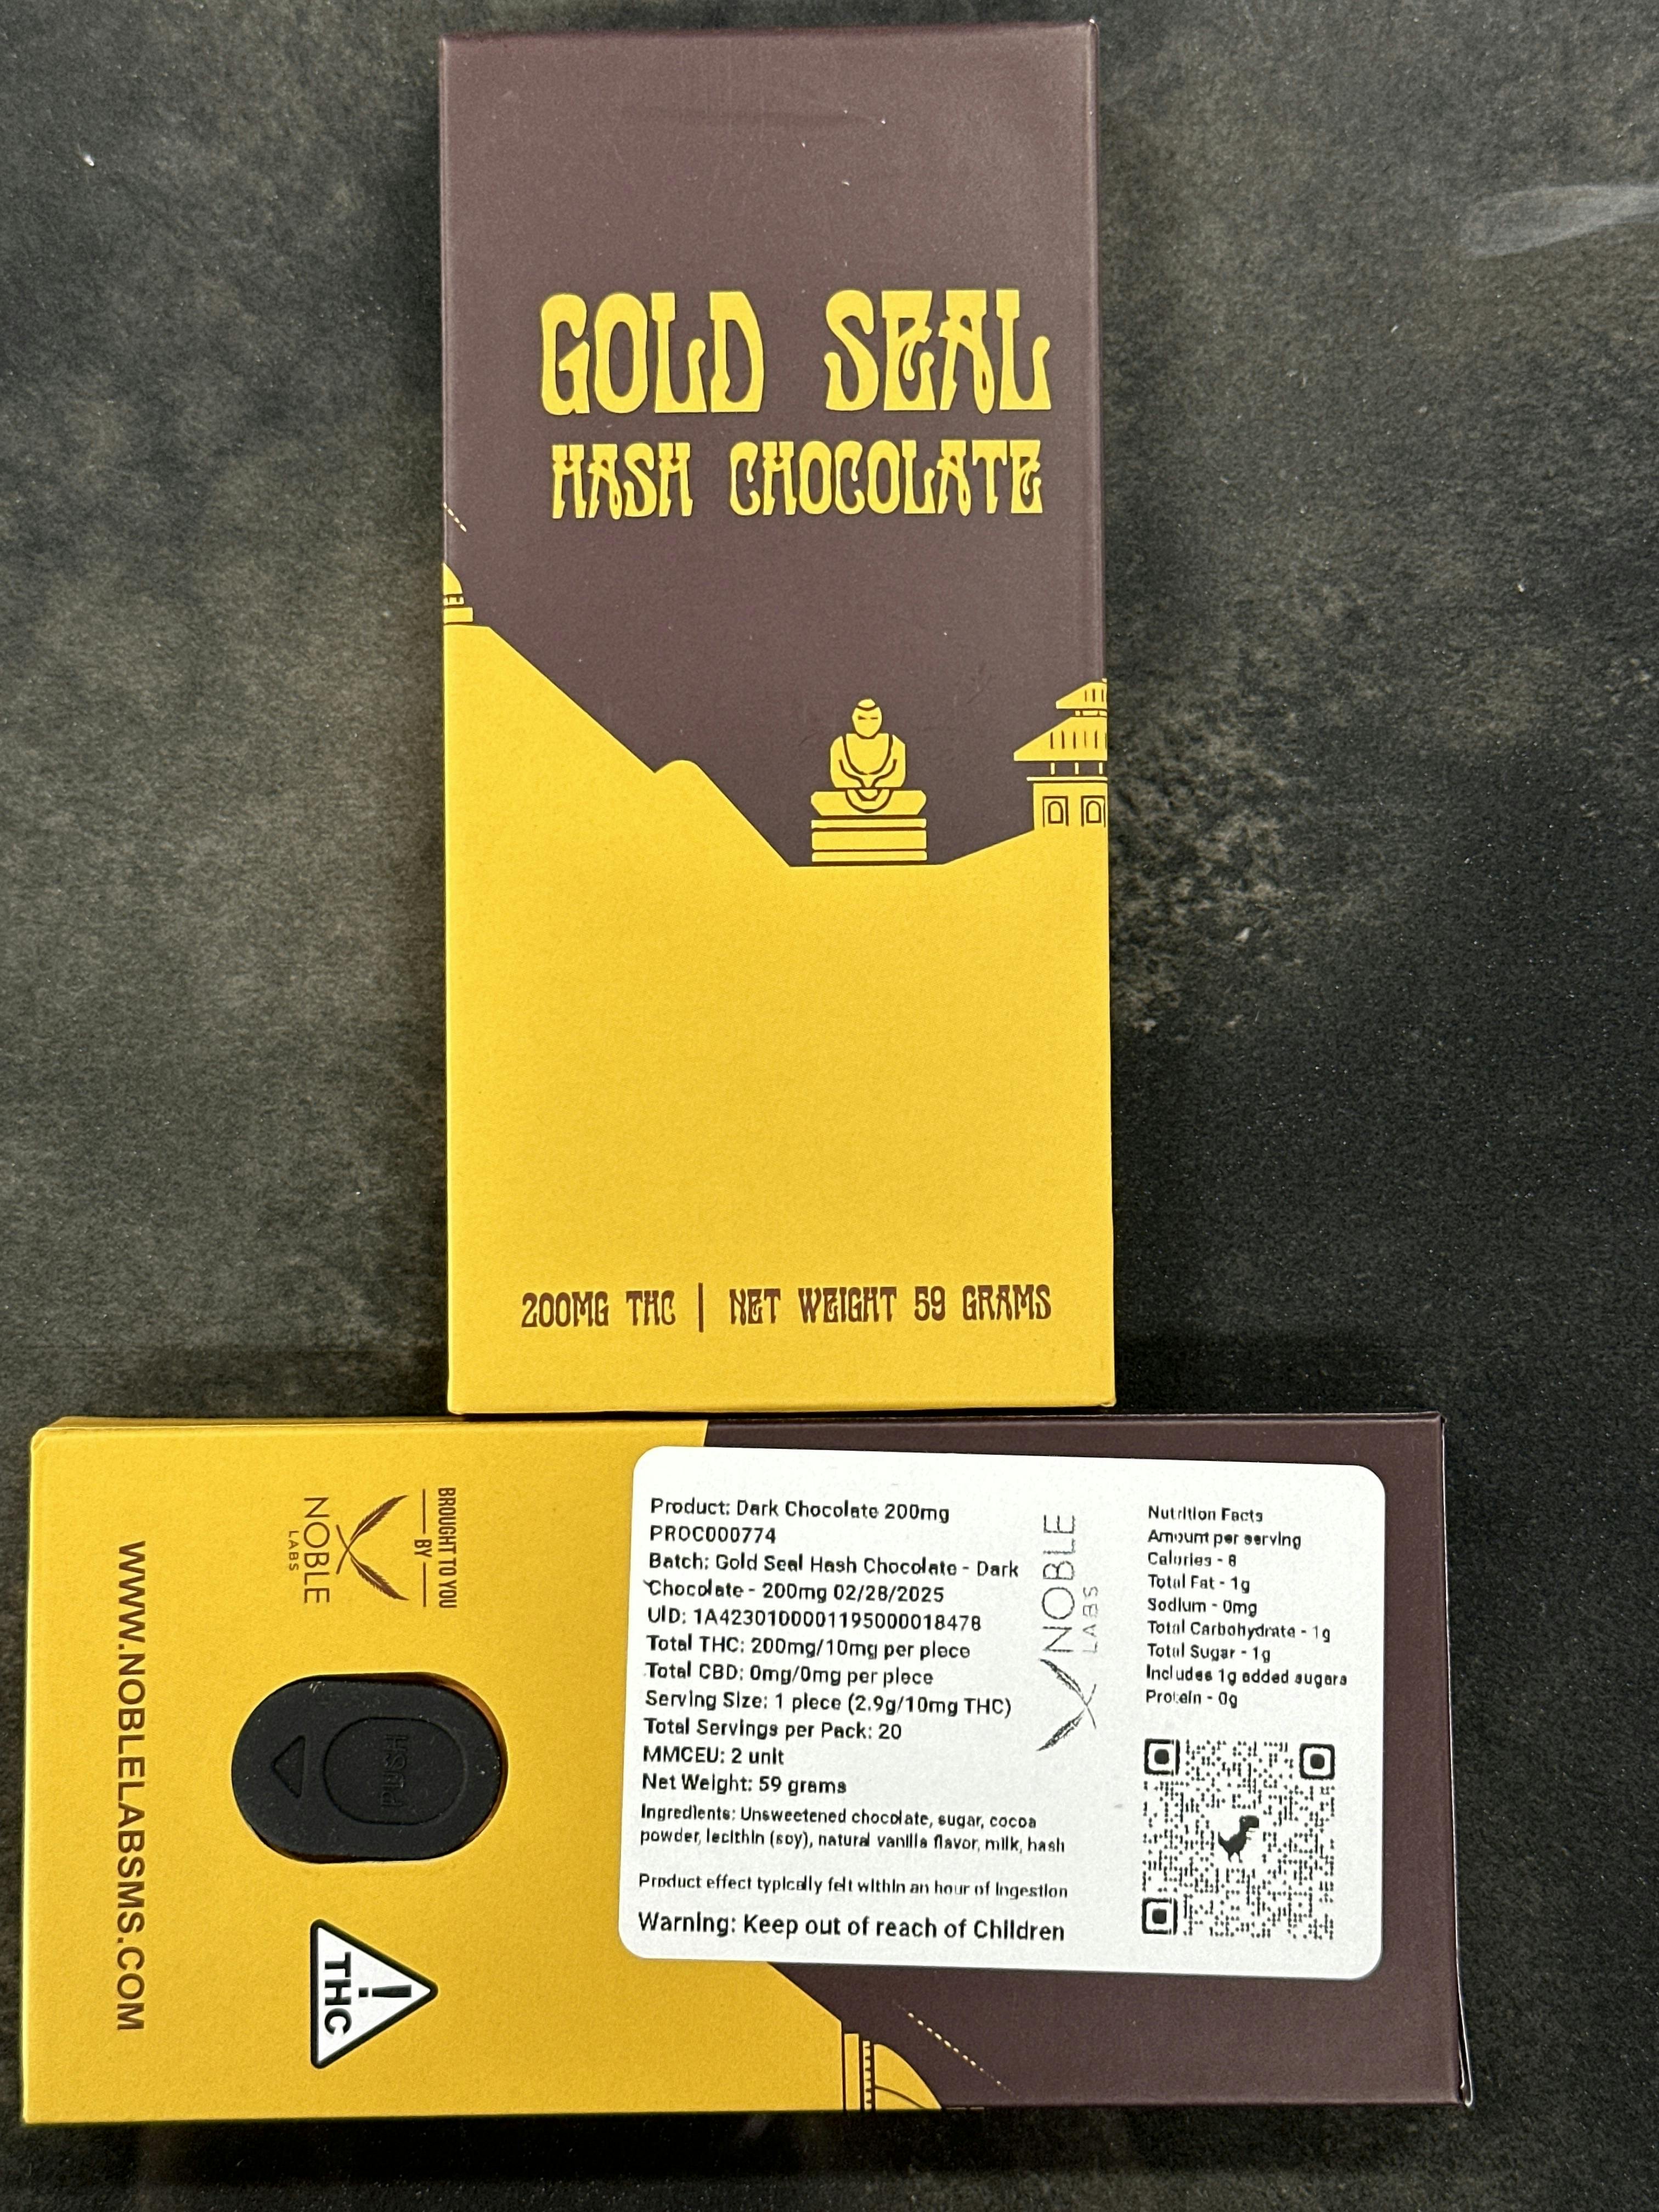 GOLD SEAL
HASH CHOCOLATE
200MG THC | NET WEIGHT 59 GRAMS
BROUGHT TO YOU
BY
NOBLE
LABS
PUSH
THC
WWW.NOBLELABSMS.COM
Product: Dark Chocolate 200mg
PROC000774
Batch: Gold Seal Hash Chocolate - Dark
Chocolate - 200mg 02/28/2025
UID: 1A4230100001195000018478
Total THC: 200mg/10mg per piece
Total CBD: 0mg/0mg per piece
Serving Size: 1 piece (2.9g/10mg THC)
Total Servings per Pack: 20
MMCEU: 2 unit
Net Weight: 59 grams
Ingredients: Unsweetened chocolate, sugar, cocoa
powder, lecithin (soy), natural vanilla flavor, milk, hash
Product effect typically felt within an hour of ingestion
Warning: Keep out of reach of Children
NOBLE
LABS
Nutrition Facts
Amount per serving
Calories - 8
Total Fat - 1g
Sodium - 0mg
Total Carbohydrate - 1g
Total Sugar - 1g
Includes 1g added sugars
Protein - 0g